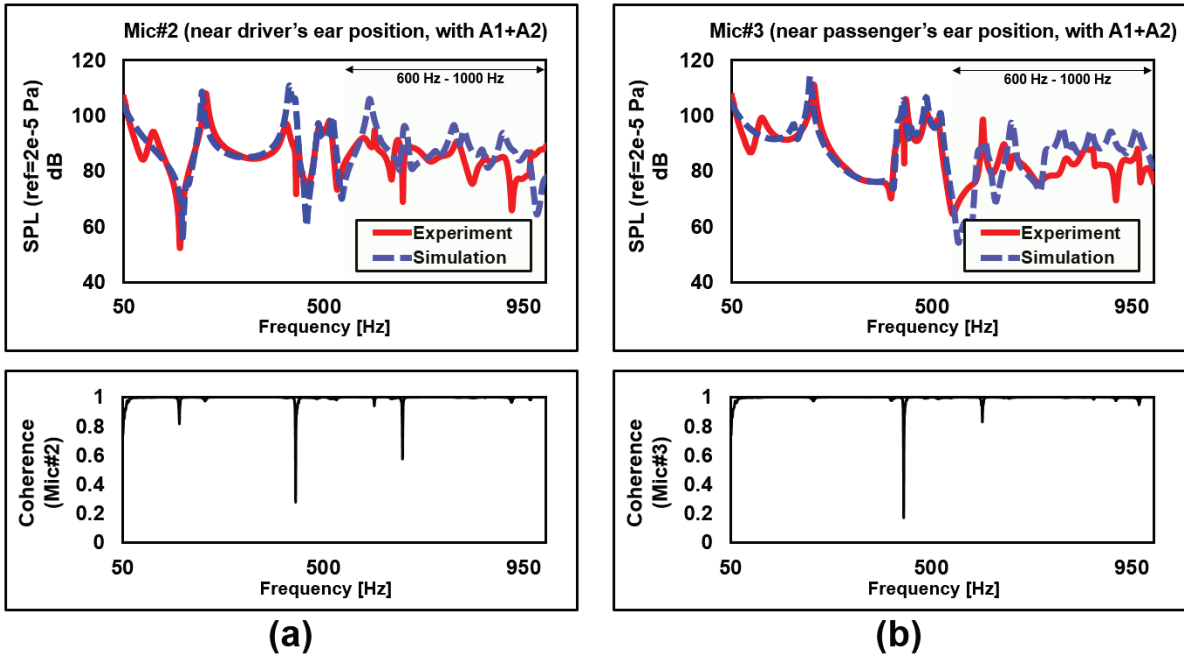 Mic#2 (near driver's ear position, with A1+A2)
120
100
80
60
40
SPL (ref=2e-5 Pa)
dB
600 Hz - 1000 Hz
Experiment
Simulation
50
500
950
Frequency [Hz]
1
0.8
0.6
0.4
0.2
0
Coherence
(Mic#2)
50
500
950
Frequency [Hz]
(a)
Mic#3 (near passenger's ear position, with A1+A2)
120
100
80
60
40
SPL (ref=2e-5 Pa)
dB
600 Hz - 1000 Hz
Experiment
Simulation
50
500
950
Frequency [Hz]
1
0.8
0.6
0.4
0.2
0
Coherence
(Mic#3)
50
500
950
Frequency [Hz]
(b)